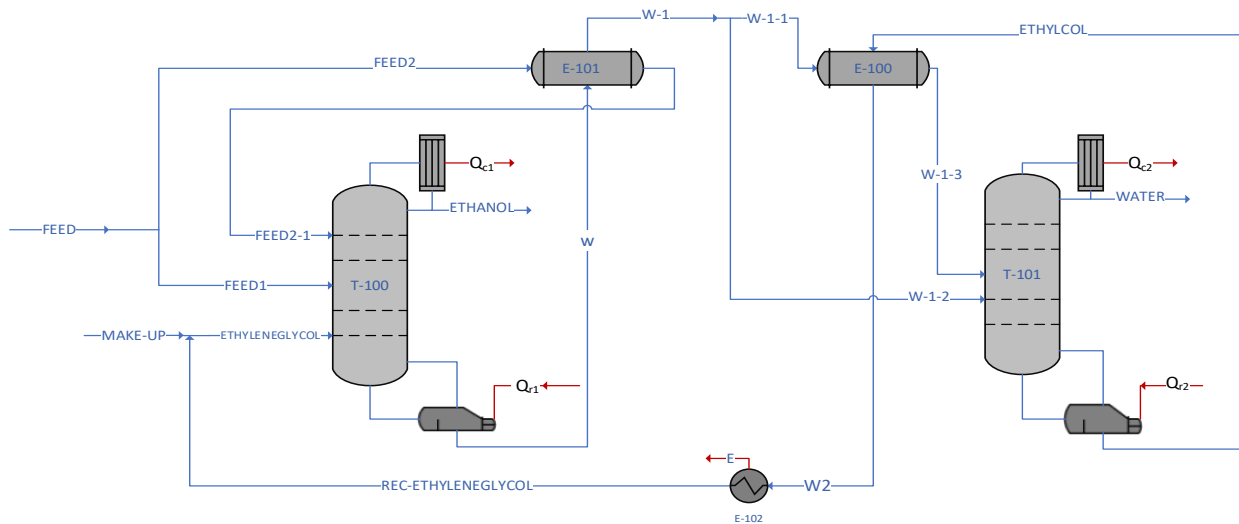 W-1
W-1-1
ETHYLCOL
FEED2
E-101
E-100
Qc1
Qc2
W-1-3
ETHANOL
WATER
FEED
FEED2-1
W
T-100
T-101
FEED1
W-1-2
MAKE-UP
ETHYLENEGLYCOL
Qr1
Qr2
E
REC-ETHYLENEGLYCOL
W2
E-102